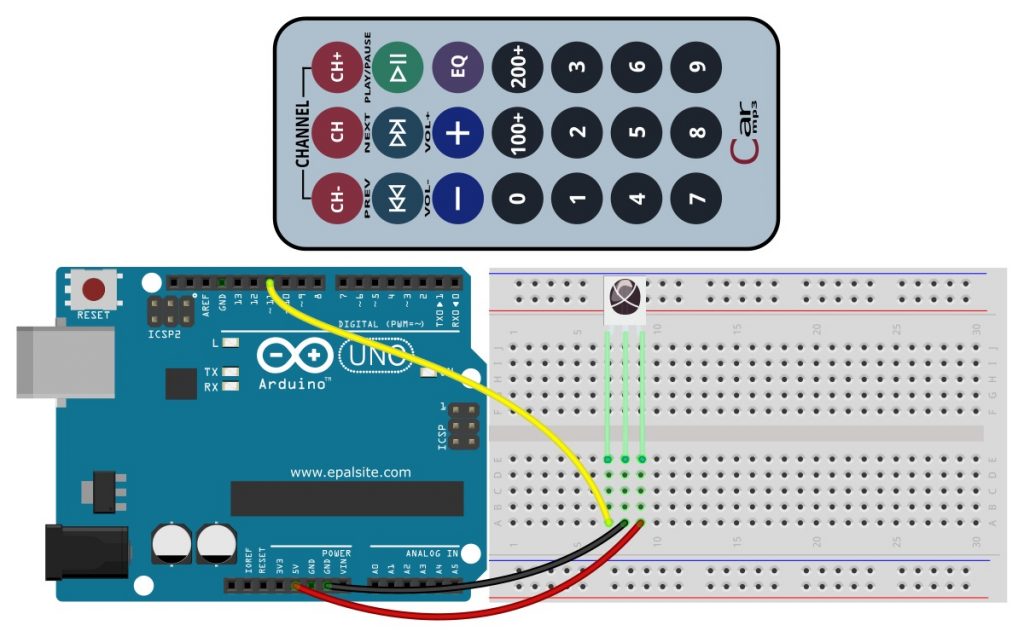 CHANNEL
CH- CH CH+
PREV NEXT PLAY/PAUSE
VOL- VOL+ EQ
0 100+ 200+
1 2 3
4 5 6
7 8 9
Car
mp3
RESET
ICSP2
AREF GND 13 12 ~11 ~10 ~9 8 7 ~6 ~5 4 ~3 2 TXD▶1 RXD◀0
DIGITAL (PWM=~)
L
TX
RX
UNO
Arduino™
1
ICSP
www.epalsite.com
POWER
ANALOG IN
IOREF RESET 3V3 5V GND GND VIN A0 A1 A2 A3 A4 A5
1 5 10 15 20 25 30
J J
I I
H H
G G
F F
E E
D D
C C
B B
A A
1 5 10 15 20 25 30